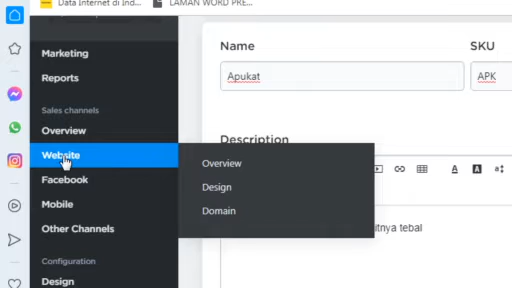 Data Internet di Ind...
LAMAN WORD PRE...
Marketing
Reports
Sales channels
Overview
Website
Facebook
Mobile
Other Channels
Configuration
Design
Overview
Design
Domain
Name
SKU
Apukat
APK
Description
A
A
itnya tebal